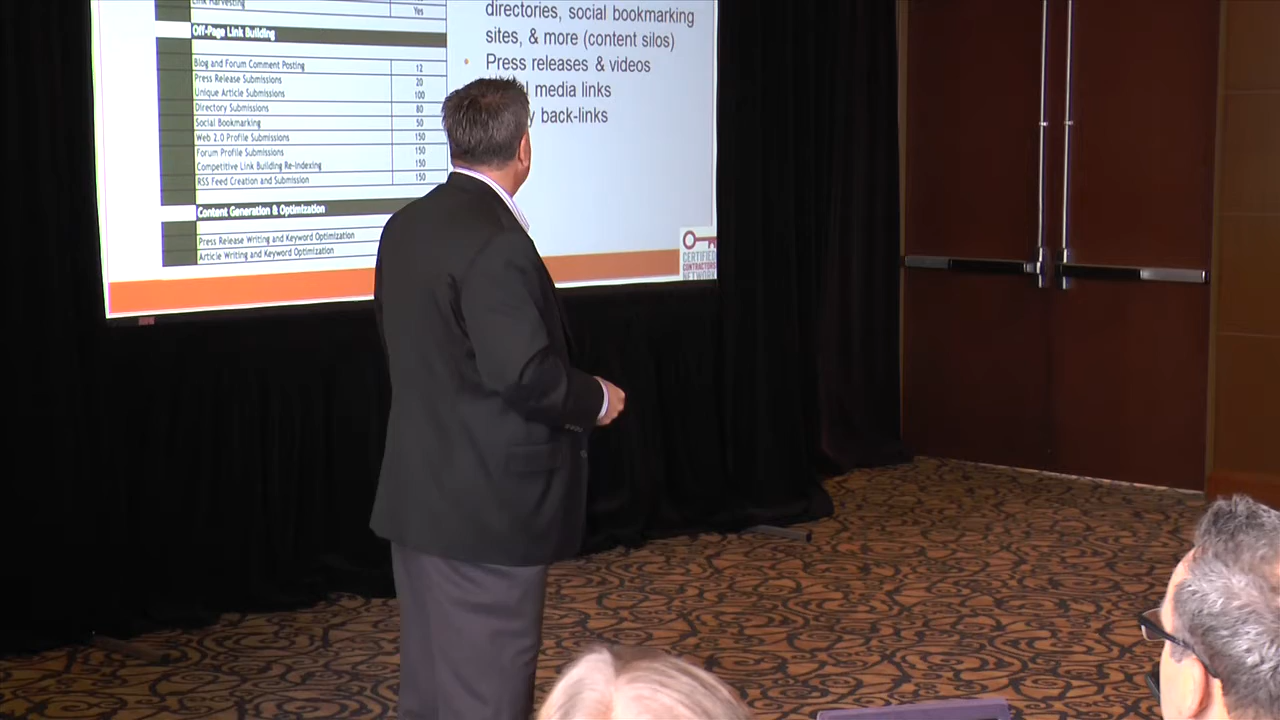 Link Harvesting
Yes
Off-Page Link Building
Blog and Forum Comment Posting 12
Press Release Submissions 20
Unique Article Submissions 100
Directory Submissions 80
Social Bookmarking 50
Web 2.0 Profile Submissions 150
Forum Profile Submissions 150
Competitive Link Building Re-Indexing 150
RSS Feed Creation and Submission 150
Content Generation & Optimization
Press Release Writing and Keyword Optimization
Article Writing and Keyword Optimization
directories, social bookmarking
sites, & more (content silos)
• Press releases & videos
media links
back-links
CERTIFIED
CONTRACTORS
NETWORK